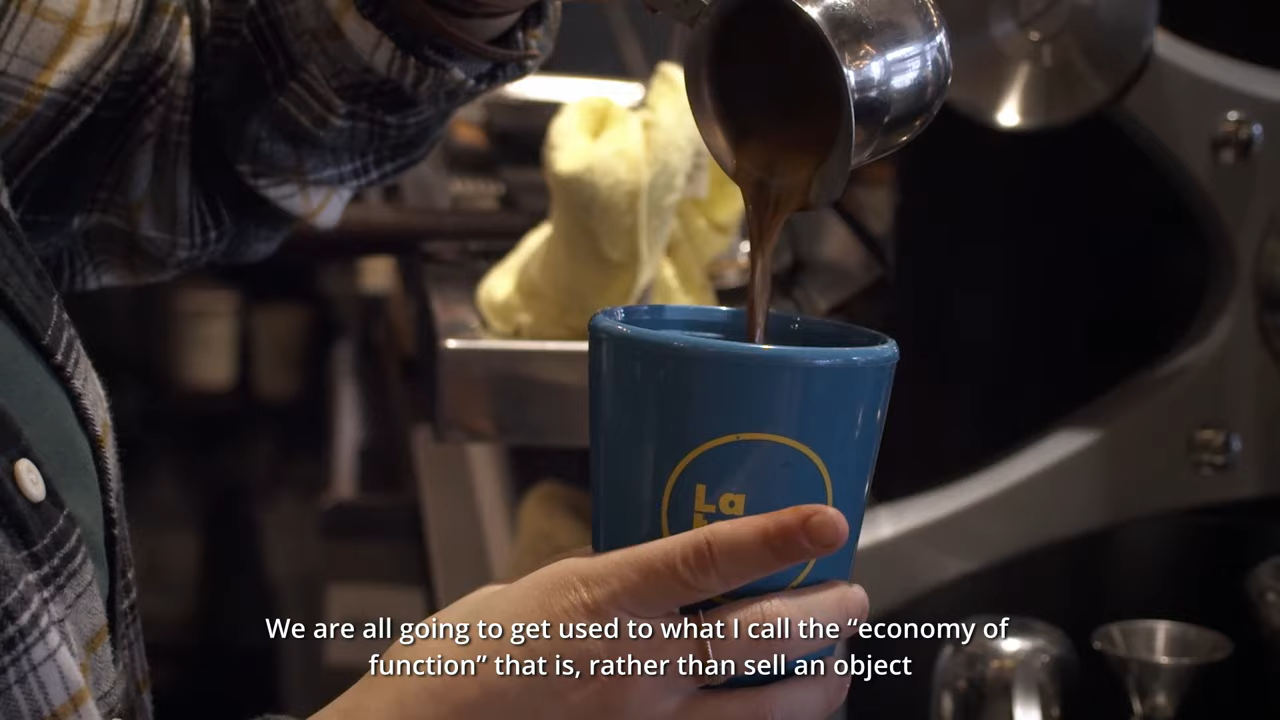 La
We are all going to get used to what I call the “economy of
function” that is, rather than sell an object